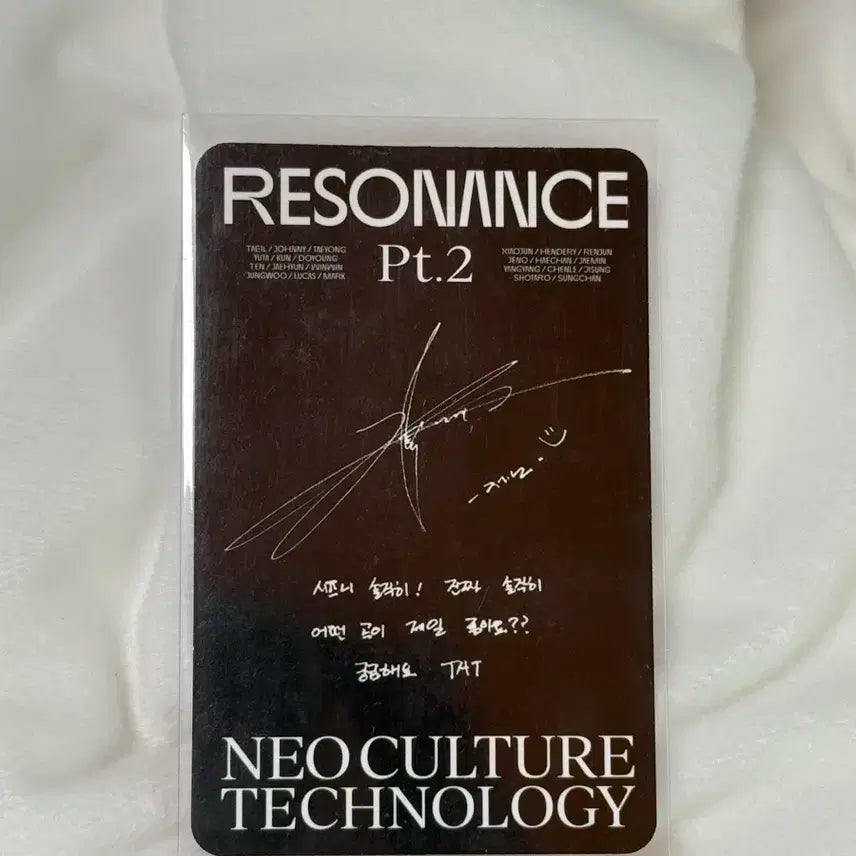 RESONANCE
Pt.2
TAEIL / JOHNNY / TAEYONG
YUTA / KUN / DOYOUNG
TEN / JAEHYUN / WINWIN
JUNGWOO / LUCAS / MARK
XIAOJUN / HENDERY / RENJUN
JENO / HAECHAN / JAEMIN
YANGYANG / CHENLE / JISUNG
SHOTARO / SUNGCHAN
-제노-
시즈니 솔직히! 진짜 솔직히
어떤 곡이 제일 좋아요??
궁금해요 TAT
NEO CULTURE
TECHNOLOGY